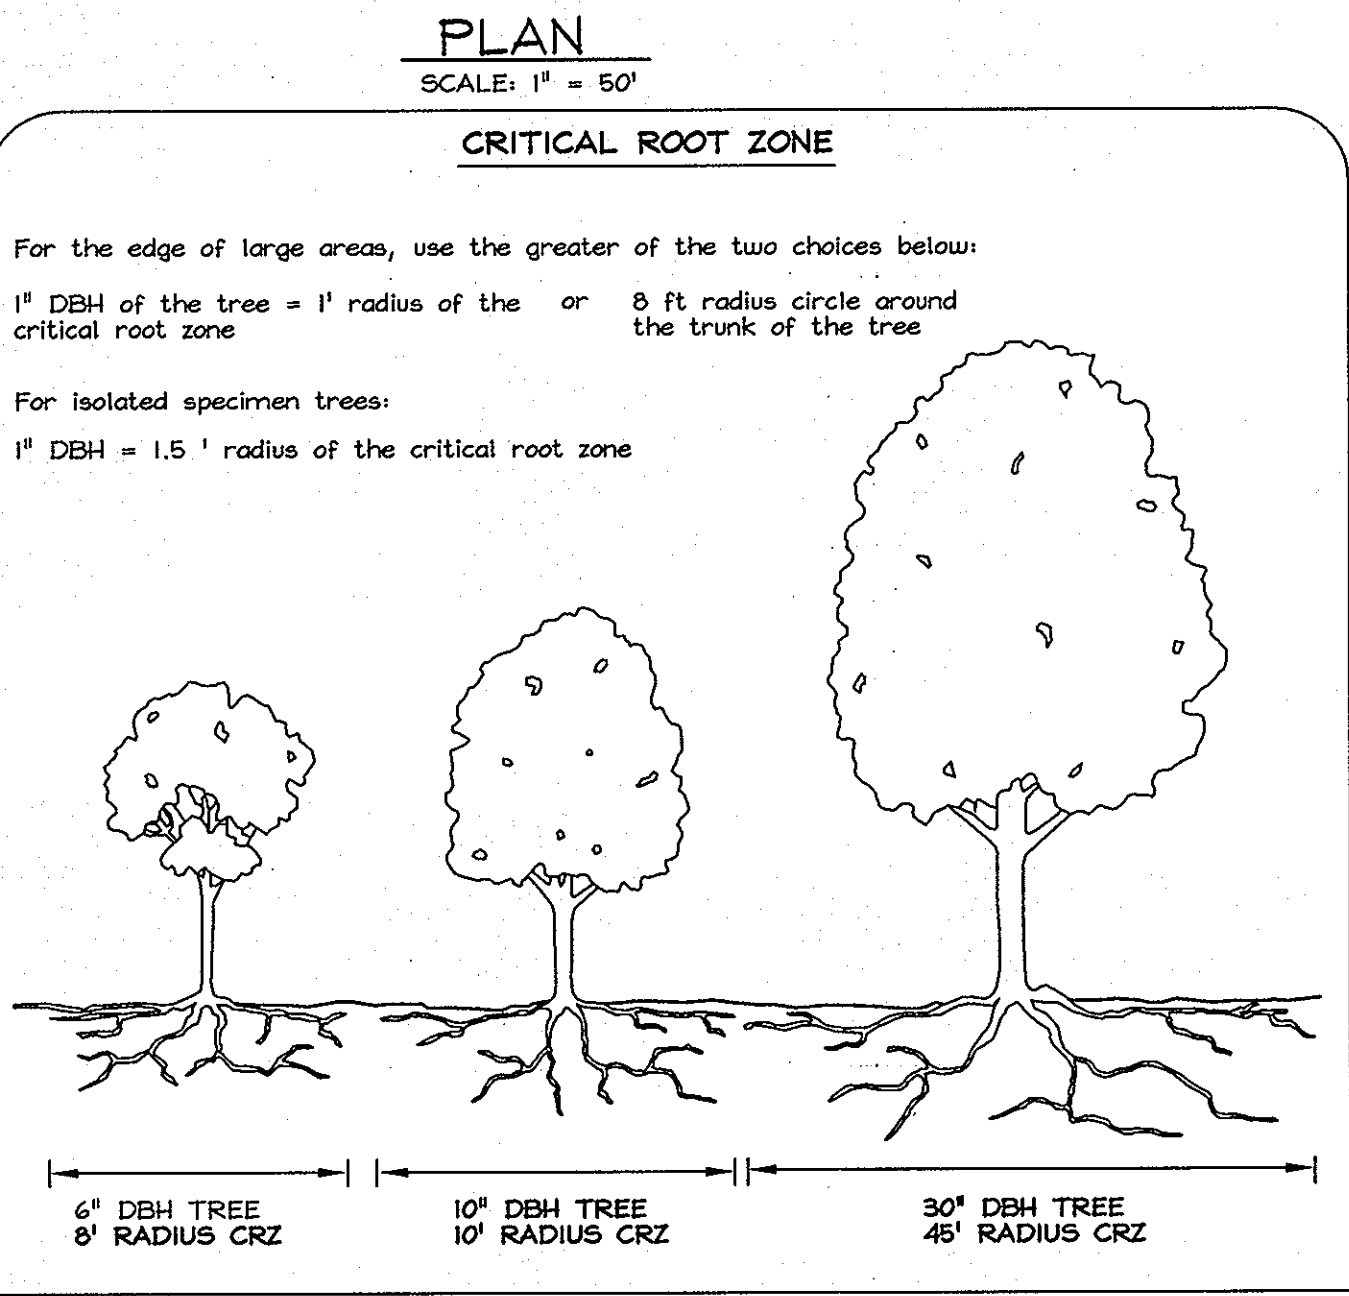 PLAN
SCALE: 1" = 50'
CRITICAL ROOT ZONE
For the edge of large areas, use the greater of the two choices below:
1" DBH of the tree = 1' radius of the
critical root zone
or
8 ft radius circle around
the trunk of the tree
For isolated specimen trees:
1" DBH = 1.5 ' radius of the critical root zone
6" DBH TREE
8' RADIUS CRZ
10" DBH TREE
10' RADIUS CRZ
30" DBH TREE
45' RADIUS CRZ